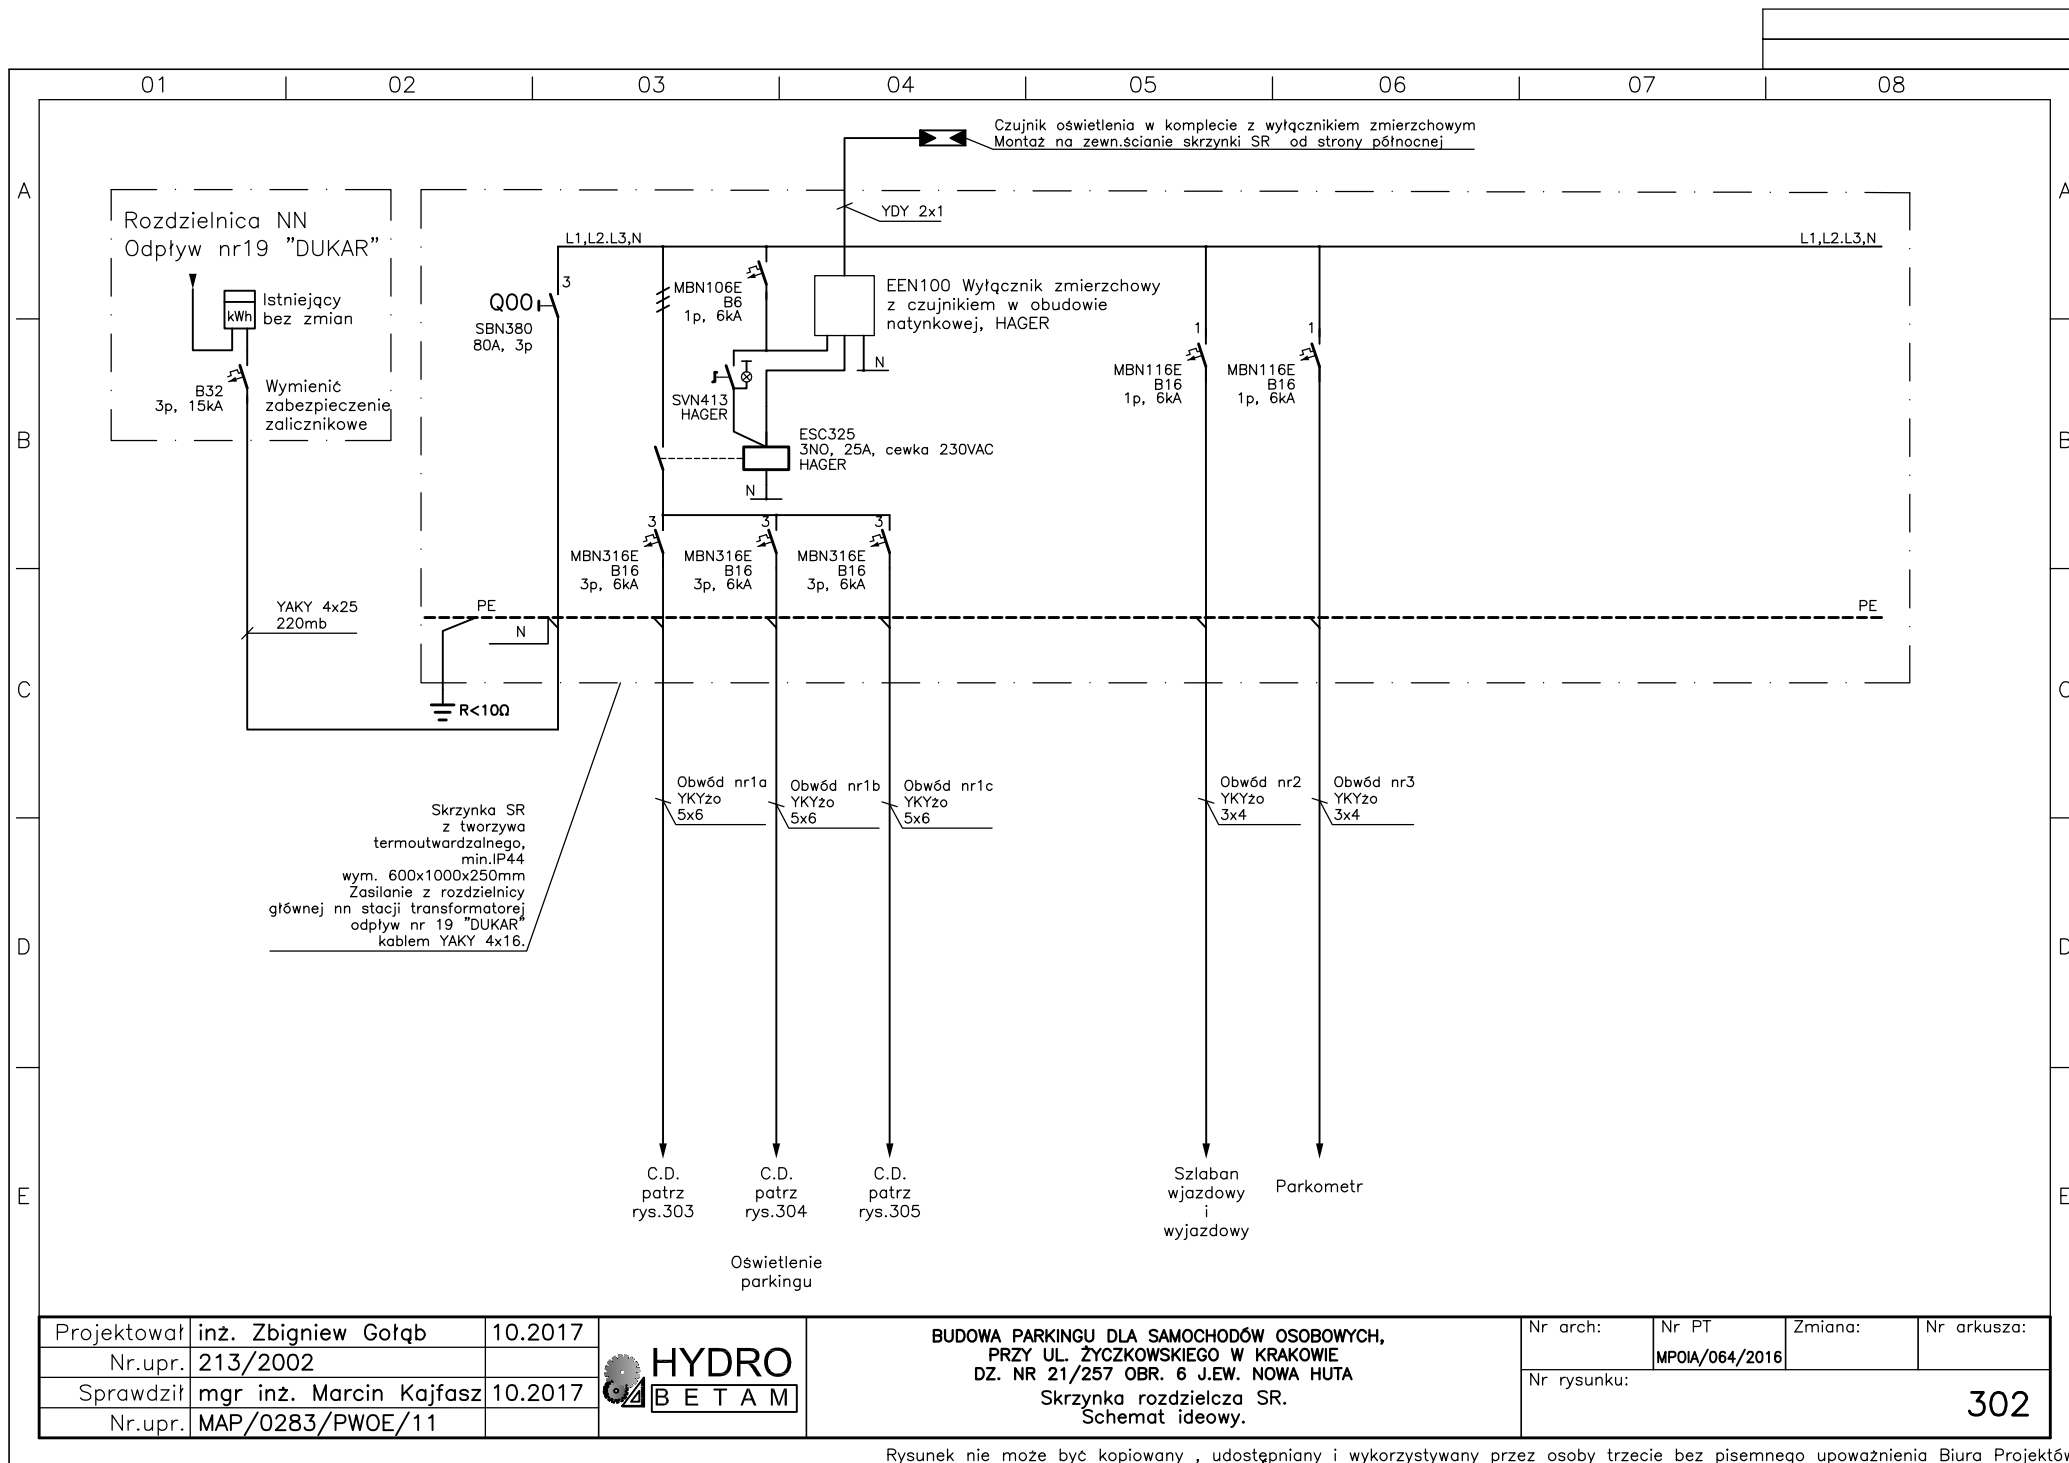 01 02 03 04 05 06 07 08
Czujnik oświetlenia w komplecie z wyłącznikiem zmierzchowym
Montaż na zewn.ścianie skrzynki SR od strony północnej
A A
Rozdzielnica NN
Odpływ nr19 "DUKAR"
YDY 2x1
L1,L2.L3,N L1,L2.L3,N
Istniejący
bez zmian
kWh
B32
3p, 15kA
Wymienić
zabezpieczenie
zalicznikowe
3
Q00
SBN380
80A, 3p
MBN106E
B6
1p, 6kA
EEN100 Wyłącznik zmierzchowy
z czujnikiem w obudowie
natynkowej, HAGER
N
SVN413
HAGER
ESC325
3NO, 25A, cewka 230VAC
HAGER
N
1
MBN116E
B16
1p, 6kA
1
MBN116E
B16
1p, 6kA
B B
3
MBN316E
B16
3p, 6kA
3
MBN316E
B16
3p, 6kA
3
MBN316E
B16
3p, 6kA
YAKY 4x25
220mb
PE PE
N
R<10Ω
C C
Obwód nr1a
YKYżo
5x6
Obwód nr1b
YKYżo
5x6
Obwód nr1c
YKYżo
5x6
Obwód nr2
YKYżo
3x4
Obwód nr3
YKYżo
3x4
Skrzynka SR
z tworzywa
termoutwardzalnego,
min.IP44
wym. 600x1000x250mm
Zasilanie z rozdzielnicy
głównej nn stacji transformatorej
odpływ nr 19 "DUKAR"
kablem YAKY 4x16.
D D
C.D.
patrz
rys.303
C.D.
patrz
rys.304
C.D.
patrz
rys.305
Szlaban
wjazdowy
i
wyjazdowy
Parkometr
E E
Oświetlenie
parkingu
Projektował inż. Zbigniew Gołąb 10.2017
Nr.upr. 213/2002
Sprawdził mgr inż. Marcin Kajfasz 10.2017
Nr.upr. MAP/0283/PWOE/11
HYDRO
BETAM
BUDOWA PARKINGU DLA SAMOCHODÓW OSOBOWYCH,
PRZY UL. ŻYCZKOWSKIEGO W KRAKOWIE
DZ. NR 21/257 OBR. 6 J.EW. NOWA HUTA
Skrzynka rozdzielcza SR.
Schemat ideowy.
Nr arch: Nr PT Zmiana: Nr arkusza:
MPOIA/064/2016
Nr rysunku:
302
Rysunek nie może być kopiowany , udostępniany i wykorzystywany przez osoby trzecie bez pisemnego upoważnienia Biura Projektów